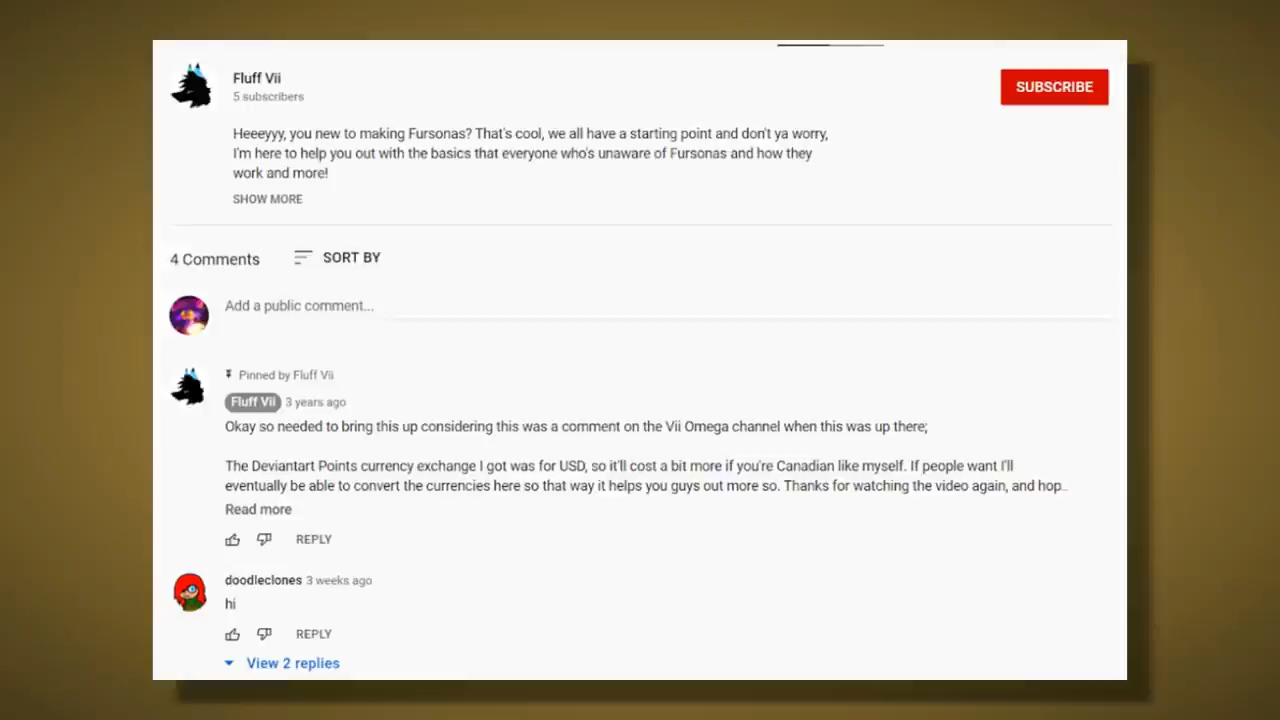 Fluff Vii
5 subscribers
SUBSCRIBE
Heeeyyy, you new to making Fursonas? That's cool, we all have a starting point and don't ya worry,
I'm here to help you out with the basics that everyone who's unaware of Fursonas and how they
work and more!
SHOW MORE
4 Comments
SORT BY
Add a public comment...
Pinned by Fluff Vii
Fluff Vii 3 years ago
Okay so needed to bring this up considering this was a comment on the Vii Omega channel when this was up there;
The Deviantart Points currency exchange I got was for USD, so it'll cost a bit more if you're Canadian like myself. If people want I'll
eventually be able to convert the currencies here so that way it helps you guys out more so. Thanks for watching the video again, and hop..
Read more
REPLY
doodleclones 3 weeks ago
hi
REPLY
View 2 replies